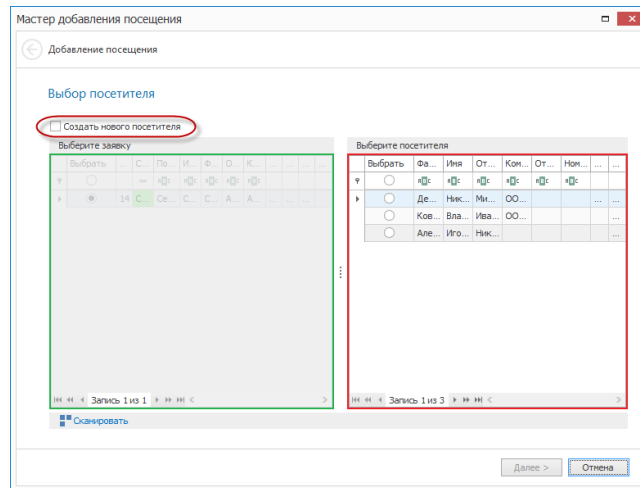 Мастер добавления посещения
Добавление посещения
Выбор посетителя
Создать нового посетителя
Выберите заявку
Выбрать ... С... По... И... Ф... О... К... ... ...
14 С... Се... С... С... А... А... ... ... ...
Запись 1 из 1
Выберите посетителя
Выбрать Фа... Имя От... Ком... От... Ном... ... ...
Де... Ник... Ми... ОО... ... ...
Ков... Вла... Ива... ОО... ...
Але... Иго... Ник... ...
Запись 1 из 3
Сканировать
Далее > Отмена